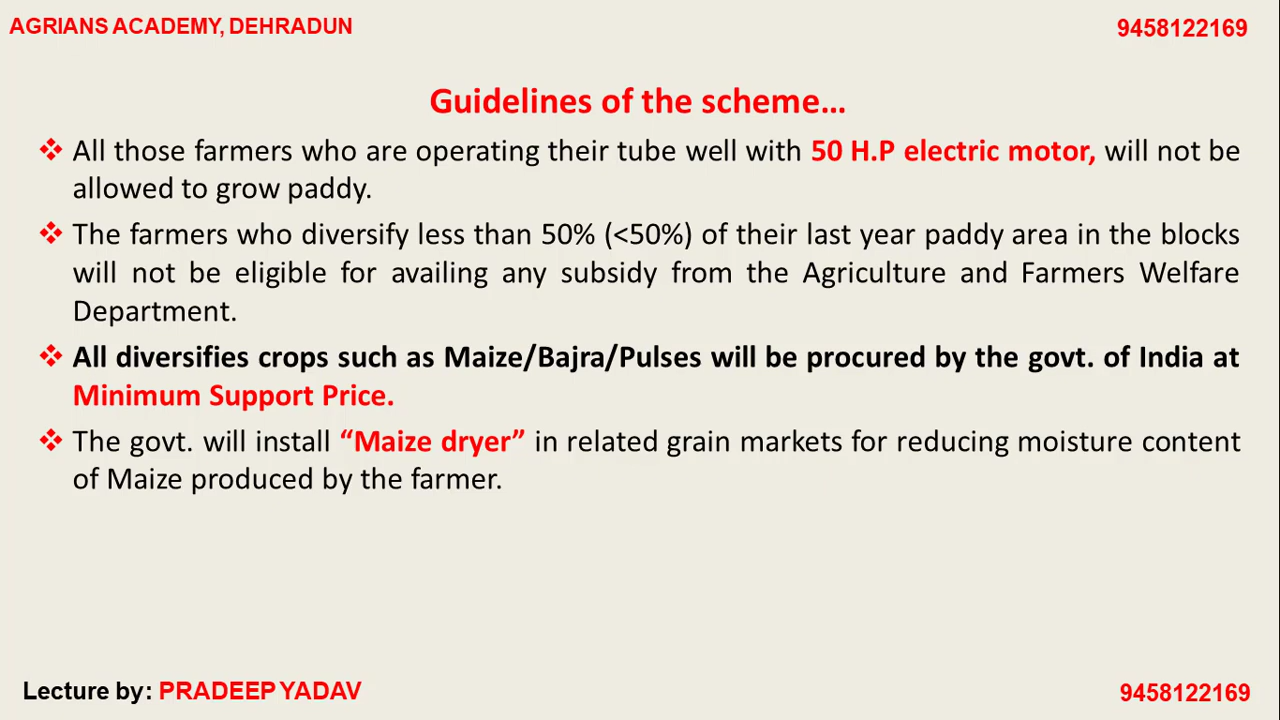 AGRIANS ACADEMY, DEHRADUN
9458122169
Guidelines of the scheme...
All those farmers who are operating their tube well with 50 H.P electric motor, will not be
allowed to grow paddy.
The farmers who diversify less than 50% (<50%) of their last year paddy area in the blocks
will not be eligible for availing any subsidy from the Agriculture and Farmers Welfare
Department.
All diversifies crops such as Maize/Bajra/Pulses will be procured by the govt. of India at
Minimum Support Price.
The govt. will install “Maize dryer” in related grain markets for reducing moisture content
of Maize produced by the farmer.
Lecture by: PRADEEP YADAV
9458122169